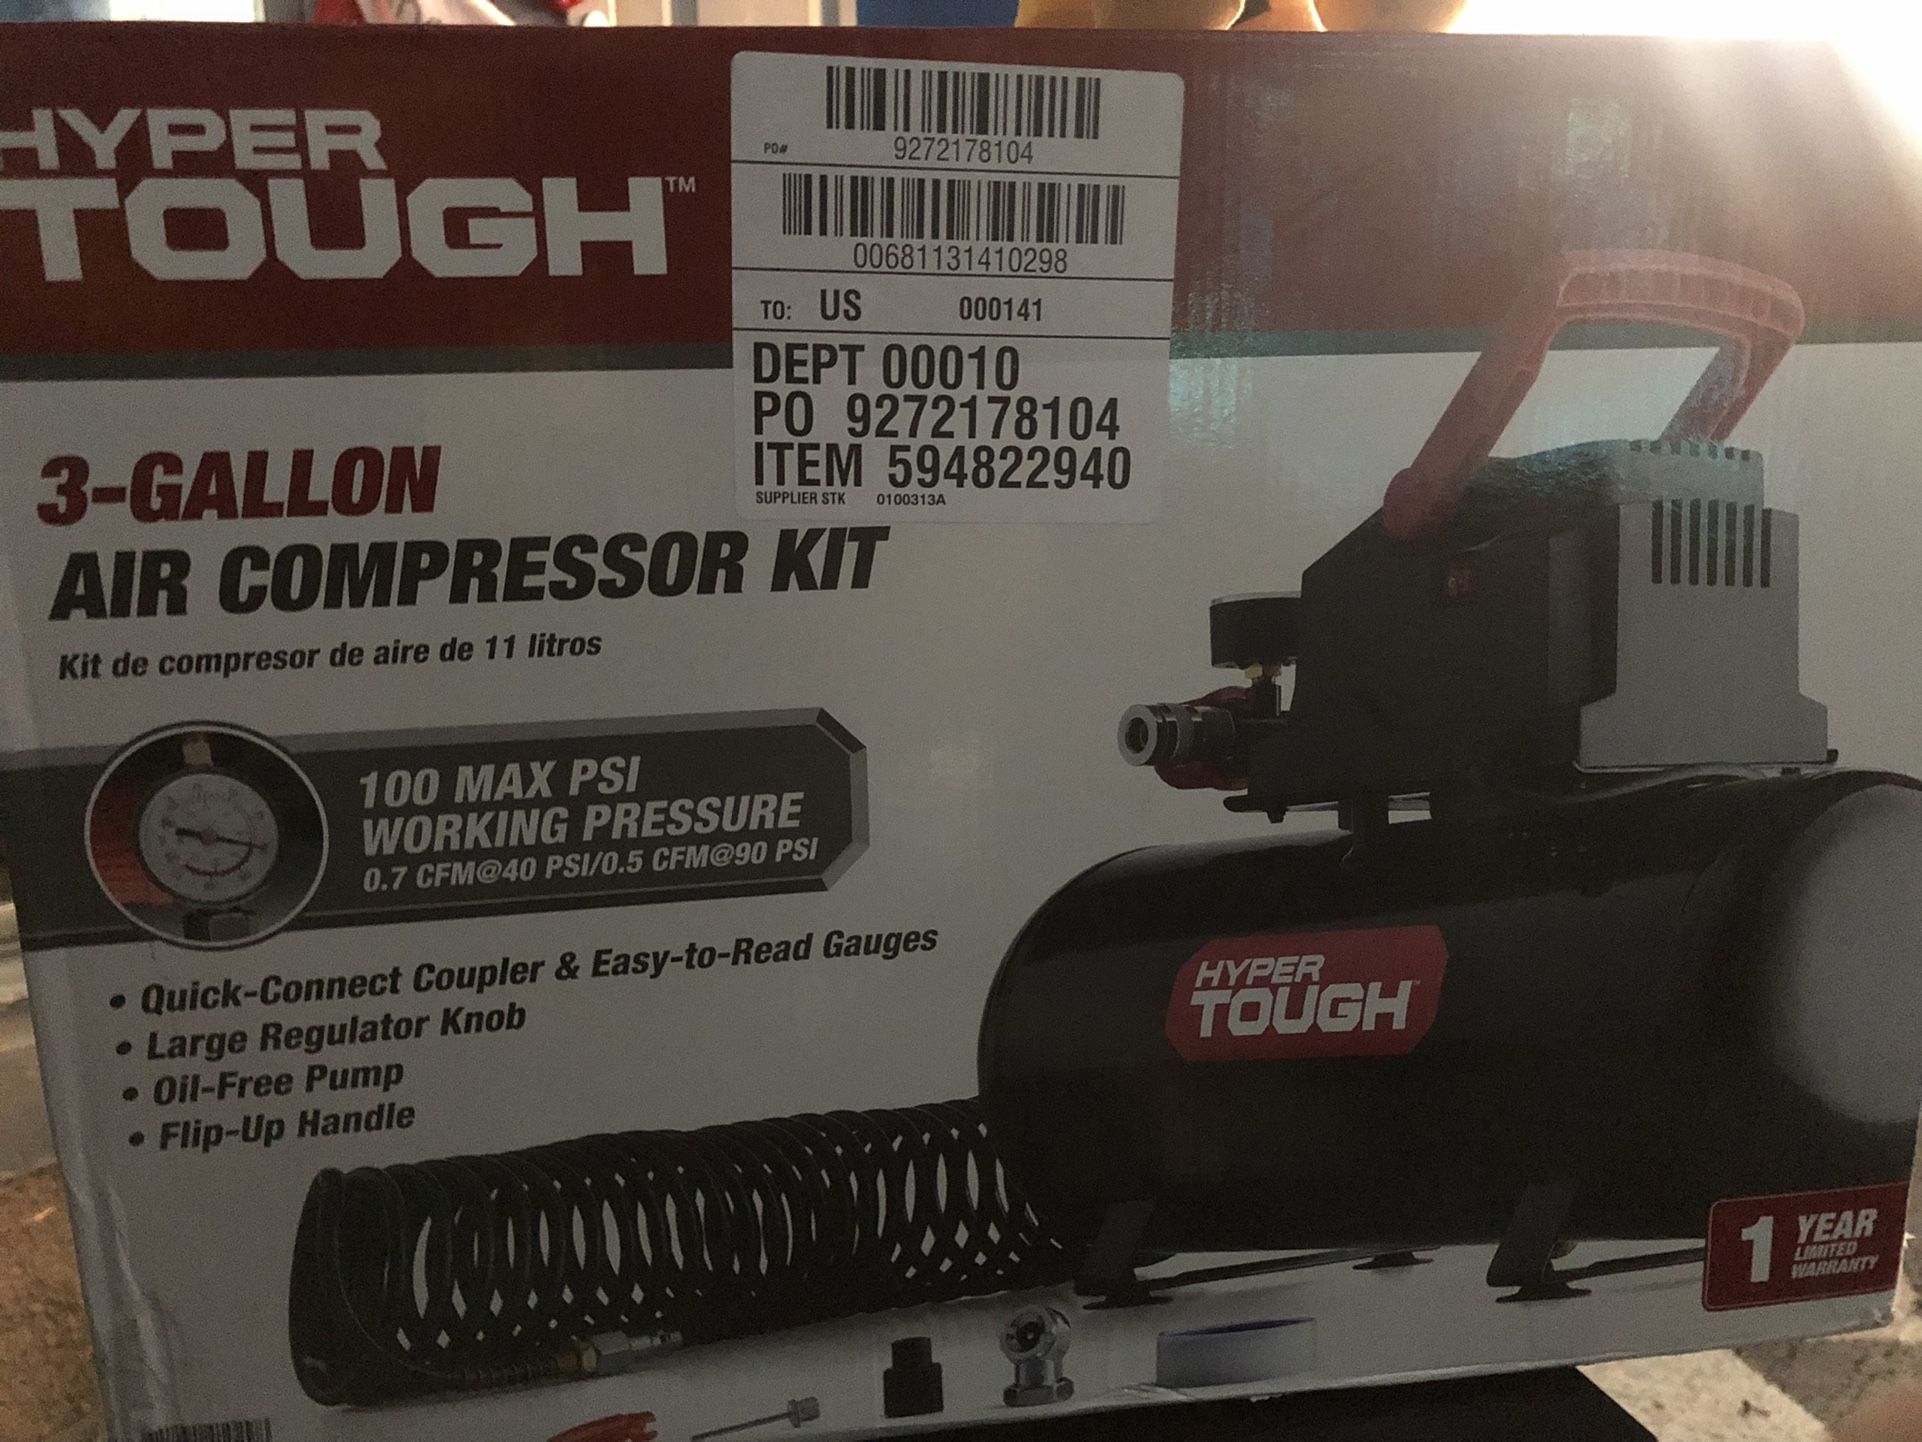 HYPER
TOUGH™
PO# 9272178104
00681131410298
TO: US 000141
DEPT 00010
PO 9272178104
ITEM 594822940
SUPPLIER STK 0100313A
3-GALLON
AIR COMPRESSOR KIT
Kit de compresor de aire de 11 litros
100 MAX PSI
WORKING PRESSURE
0.7 CFM@40 PSI/0.5 CFM@90 PSI
• Quick-Connect Coupler & Easy-to-Read Gauges
• Large Regulator Knob
• Oil-Free Pump
• Flip-Up Handle
HYPER
TOUGH™
1 YEAR
LIMITED
WARRANTY